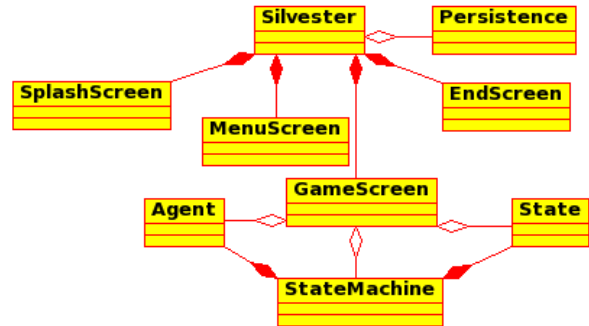 Silvester
Persistence
SplashScreen
EndScreen
MenuScreen
GameScreen
Agent
State
StateMachine